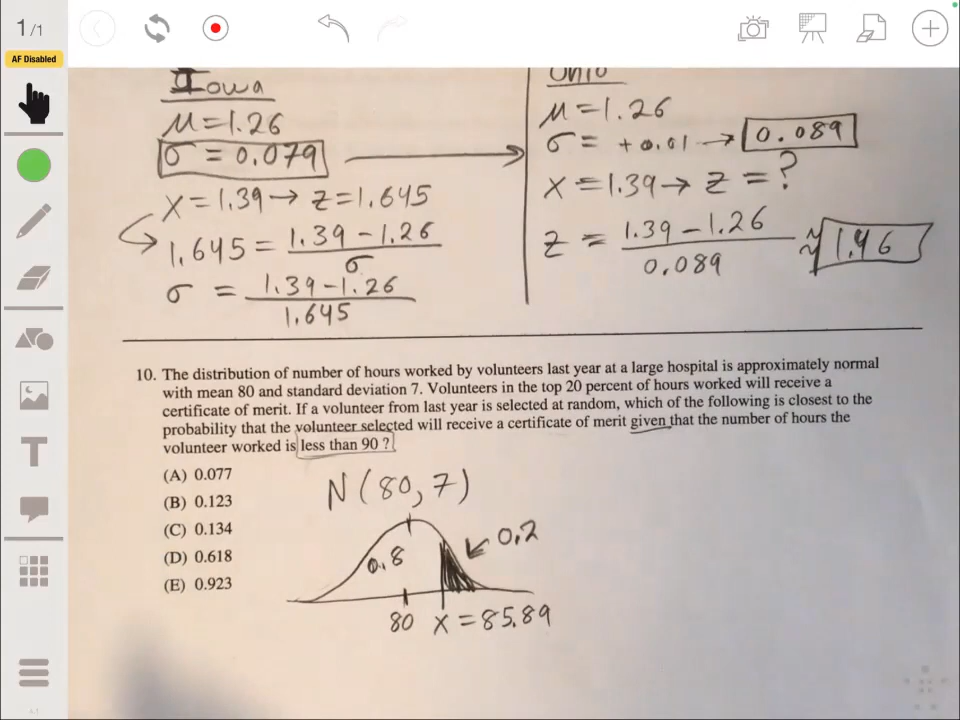 1/1
AF Disabled
T
Iowa
Ohio
μ=1.26
σ = 0.079
x=1.39→ z=1.645
1.645= 1.39-1.26
σ
σ = 1.39-1.26
1.645
μ=1.26
σ= +0.01 → 0.089
x=1.39→ z = ?
z = 1.39-1.26 ≈ 1.46
0.089
10. The distribution of number of hours worked by volunteers last year at a large hospital is approximately normal
with mean 80 and standard deviation 7. Volunteers in the top 20 percent of hours worked will receive a
certificate of merit. If a volunteer from last year is selected at random, which of the following is closest to the
probability that the volunteer selected will receive a certificate of merit given that the number of hours the
volunteer worked is less than 90 ?
(A) 0.077
(B) 0.123
(C) 0.134
(D) 0.618
(E) 0.923
N(80,7)
0.2
0.8
80 x=85.89